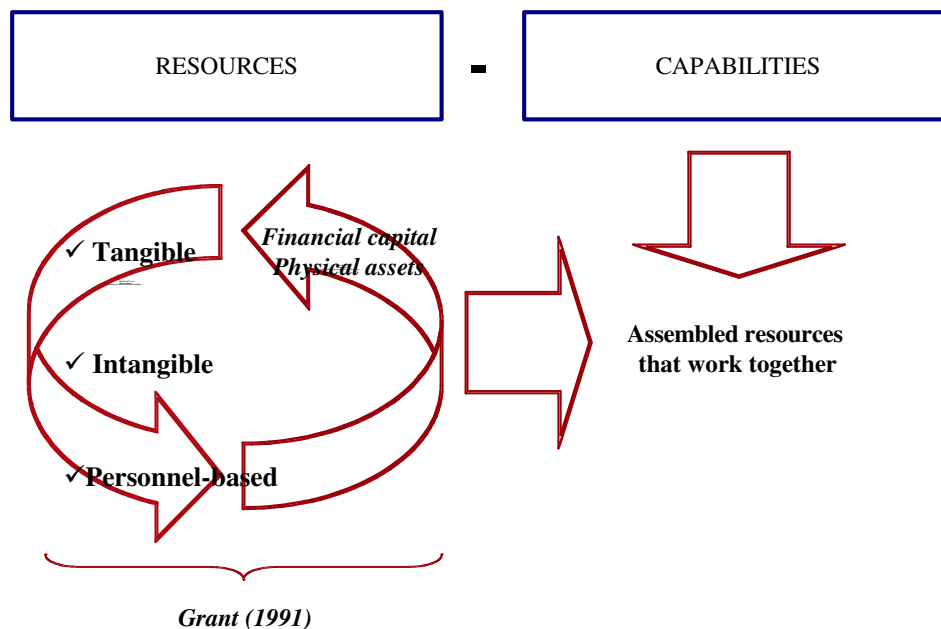 RESOURCES - CAPABILITIES
✓ Tangible
Financial capital
Physical assets
✓ Intangible
✓Personnel-based
Assembled resources
that work together
Grant (1991)